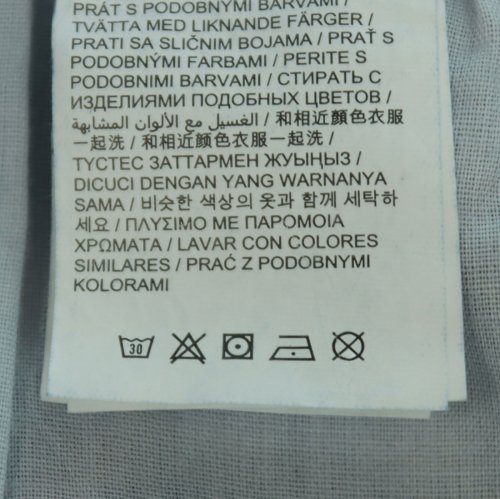 PRÁT S PODOBNÝMI BARVAMI /
TVÄTTA MED LIKNANDE FÄRGER /
PRATI SA SLIČNIM BOJAMA / PRAŤ S
PODOBNÝMI FARBAMI / PERITE S
PODOBNIMI BARVAMI / СТИРАТЬ С
ИЗДЕЛИЯМИ ПОДОБНЫХ ЦВЕТОВ /
الغسيل مع الألوان المشابهة / 和相近顏色衣服
一起洗 / 和相近颜色衣服一起洗 /
ТҮСТЕС ЗАТТАРМЕН ЖУЫҢЫЗ /
DICUCI DENGAN YANG WARNANYA
SAMA / 비슷한 색상의 옷과 함께 세탁하
세요 / ΠΛΥΣΙΜΟ ΜΕ ΠΑΡΟΜΟΙΑ
ΧΡΩΜΑΤΑ / LAVAR CON COLORES
SIMILARES / PRAĆ Z PODOBNYMI
KOLORAMI
30